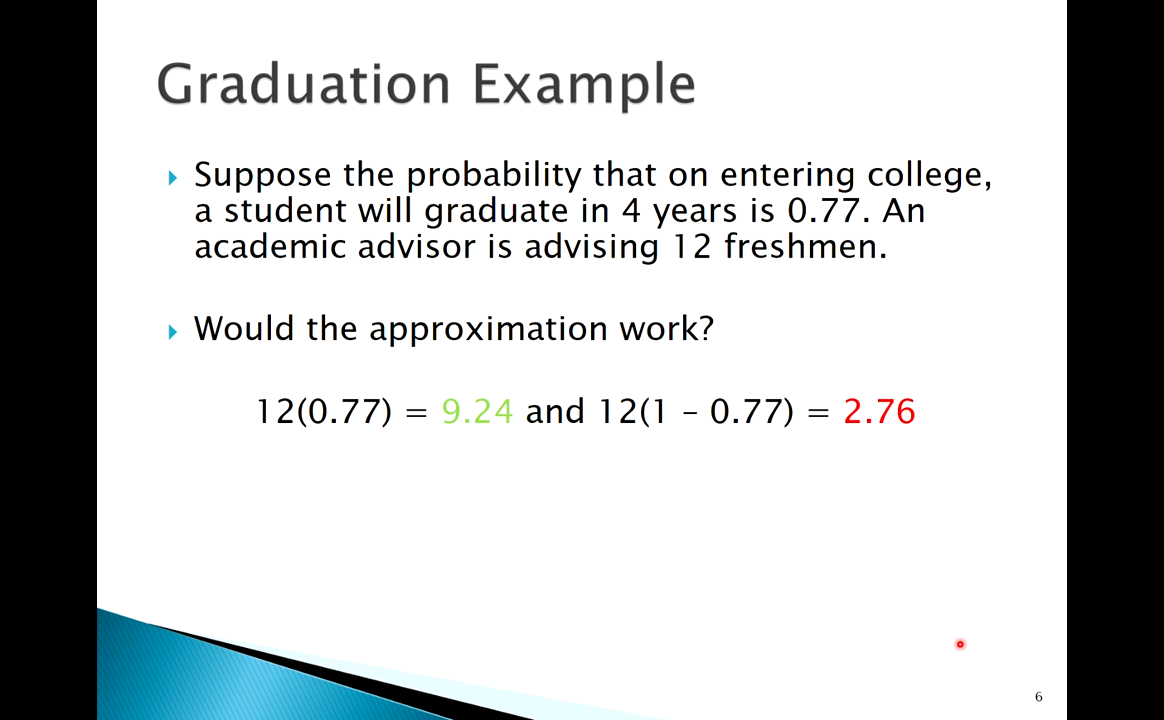 Graduation Example
Suppose the probability that on entering college,
a student will graduate in 4 years is 0.77. An
academic advisor is advising 12 freshmen.
Would the approximation work?
12(0.77) = 9.24 and 12(1 – 0.77) = 2.76
6